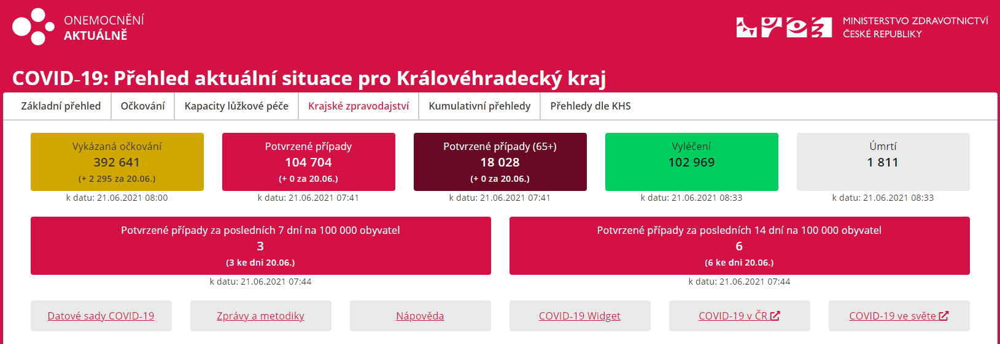 ONEMOCNĚNÍ
AKTUÁLNĚ
MINISTERSTVO ZDRAVOTNICTVÍ
ČESKÉ REPUBLIKY
COVID-19: Přehled aktuální situace pro Královéhradecký kraj
Základní přehled Očkování Kapacity lůžkové péče Krajské zpravodajství Kumulativní přehledy Přehledy dle KHS
Vykázaná očkování
392 641
(+ 2 295 za 20.06.)
k datu: 21.06.2021 08:00
Potvrzené případy
104 704
(+ 0 za 20.06.)
k datu: 21.06.2021 07:41
Potvrzené případy (65+)
18 028
(+ 0 za 20.06.)
k datu: 21.06.2021 07:41
Vyléčení
102 969
k datu: 21.06.2021 08:33
Úmrtí
1 811
k datu: 21.06.2021 08:33
Potvrzené případy za posledních 7 dní na 100 000 obyvatel
3
(3 ke dni 20.06.)
k datu: 21.06.2021 07:44
Potvrzené případy za posledních 14 dní na 100 000 obyvatel
6
(6 ke dni 20.06.)
k datu: 21.06.2021 07:44
Datové sady COVID-19
Zprávy a metodiky
Nápověda
COVID-19 Widget
COVID-19 v ČR
COVID-19 ve světe